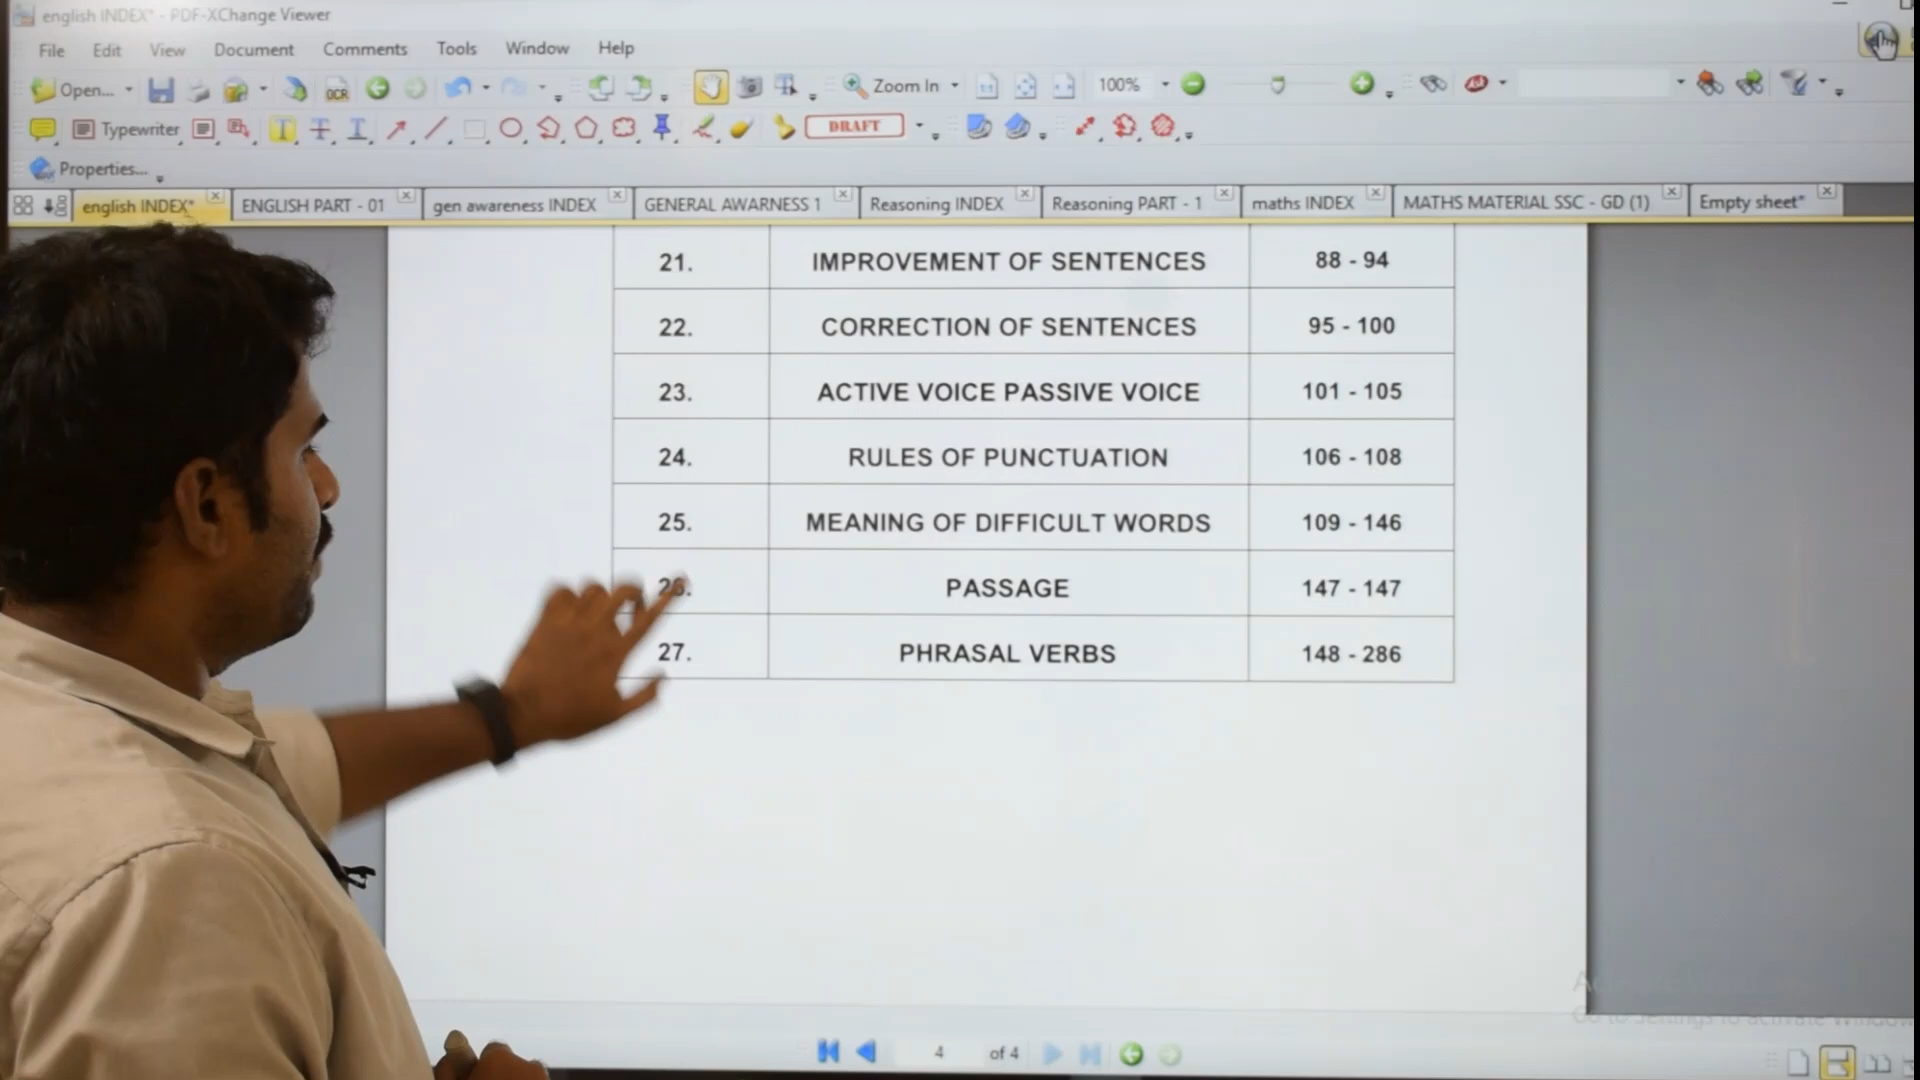 english INDEX* - PDF-XChange Viewer
File Edit View Document Comments Tools Window Help
Open... OCR Zoom In 100%
Typewriter T T T DRAFT
Properties...
english INDEX* ENGLISH PART - 01 gen awareness INDEX GENERAL AWARNESS 1 Reasoning INDEX Reasoning PART - 1 maths INDEX MATHS MATERIAL SSC - GD (1) Empty sheet*
21. IMPROVEMENT OF SENTENCES 88 - 94
22. CORRECTION OF SENTENCES 95 - 100
23. ACTIVE VOICE PASSIVE VOICE 101 - 105
24. RULES OF PUNCTUATION 106 - 108
25. MEANING OF DIFFICULT WORDS 109 - 146
26. PASSAGE 147 - 147
27. PHRASAL VERBS 148 - 286
4 of 4